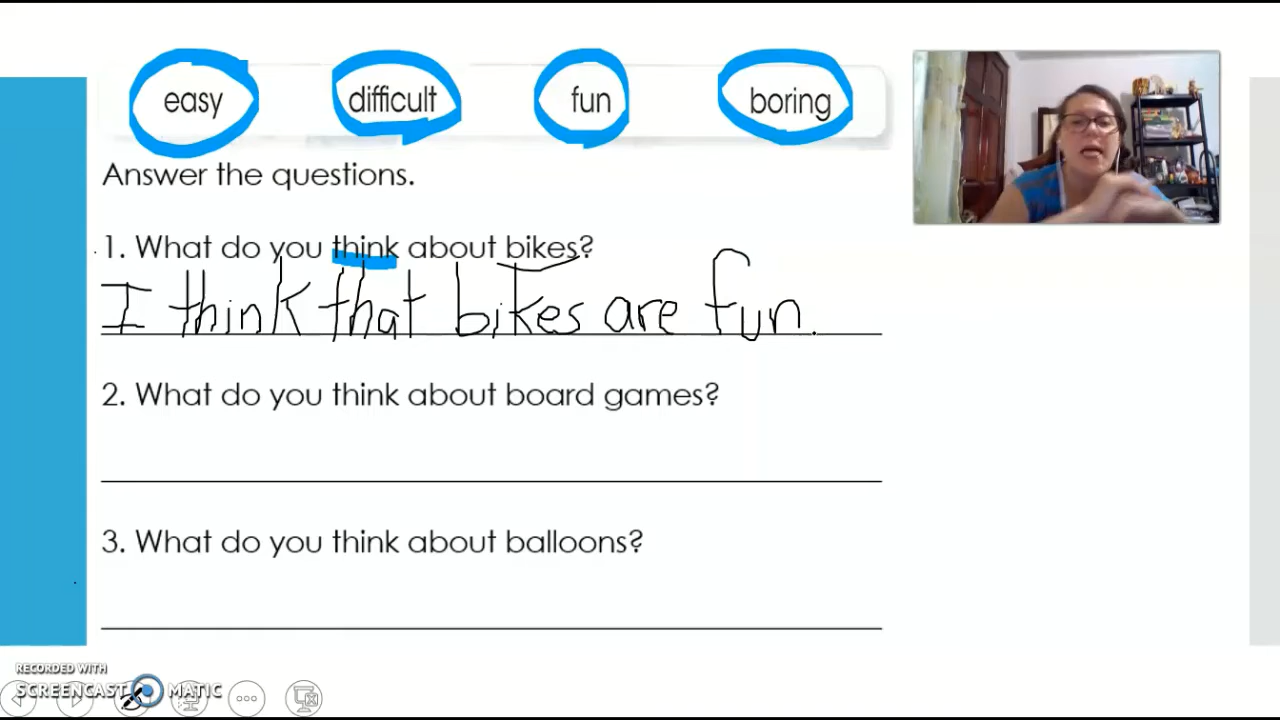 easy difficult fun boring
Answer the questions.
1. What do you think about bikes?
I think that bikes are fun.
2. What do you think about board games?
3. What do you think about balloons?
RECORDED WITH
SCREENCAST MATIC